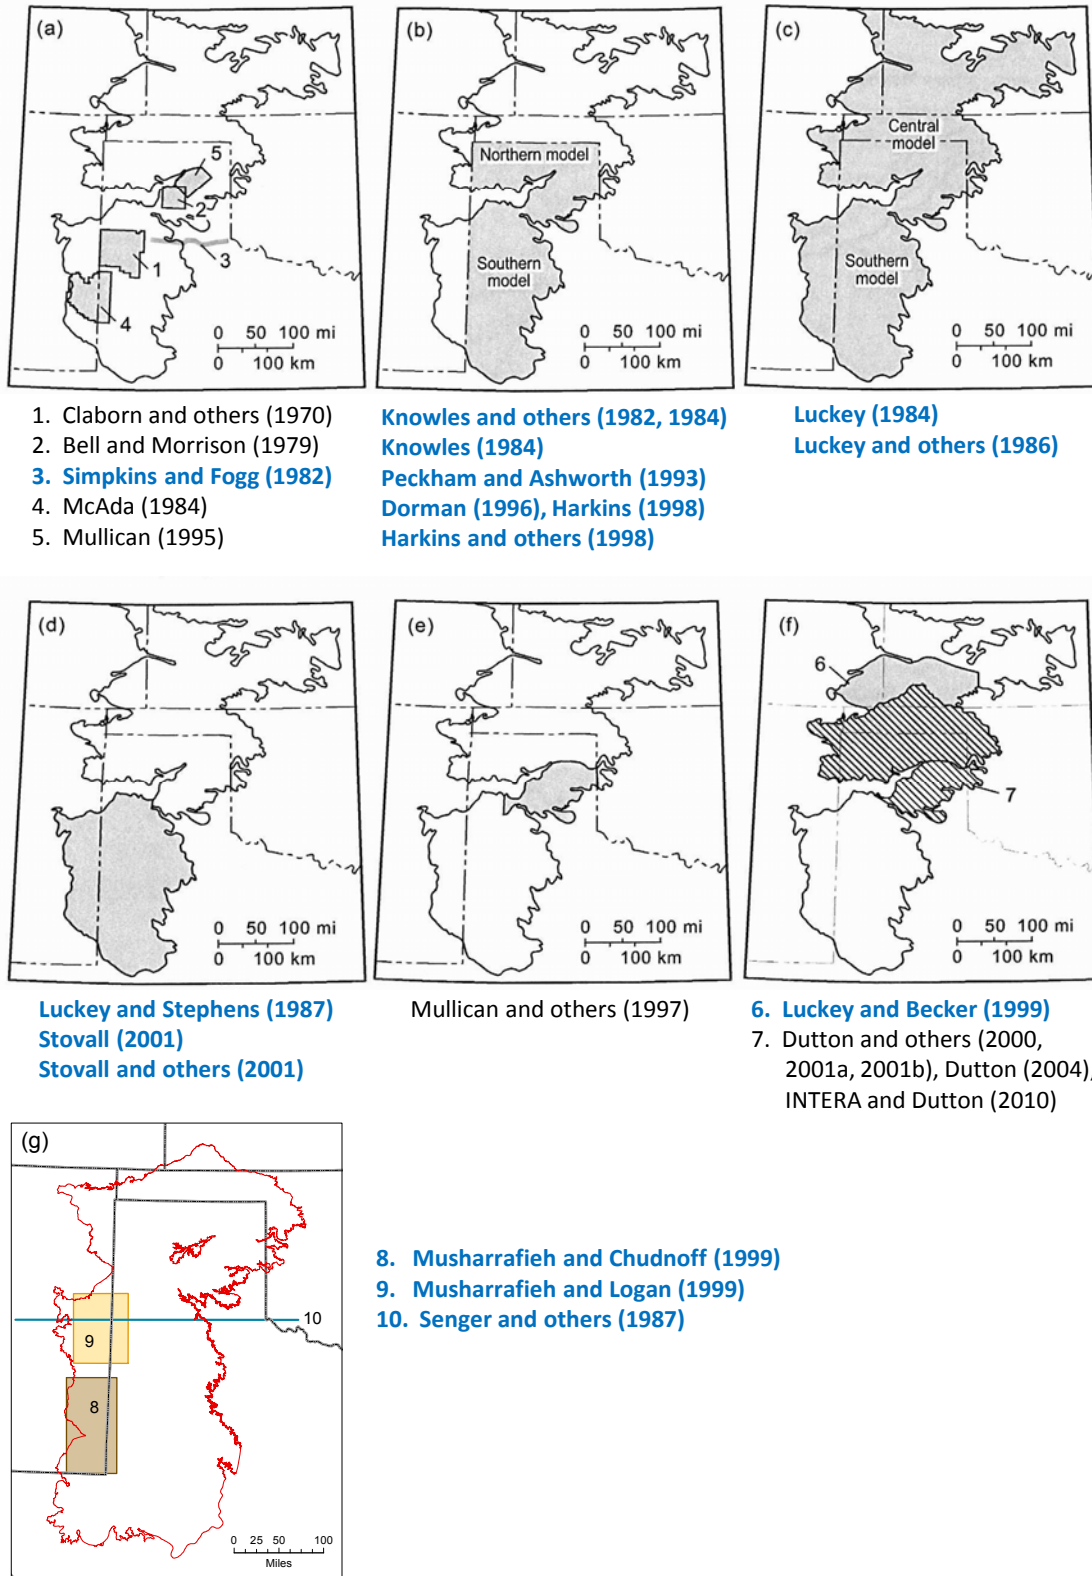 (a)
5
2
3
1
4
0 50 100 mi
0 100 km
(b)
Northern model
Southern
model
0 50 100 mi
0 100 km
(c)
Central
model
Southern
model
0 50 100 mi
0 100 km
1. Claborn and others (1970)
2. Bell and Morrison (1979)
3. Simpkins and Fogg (1982)
4. McAda (1984)
5. Mullican (1995)
Knowles and others (1982, 1984)
Knowles (1984)
Peckham and Ashworth (1993)
Dorman (1996), Harkins (1998)
Harkins and others (1998)
Luckey (1984)
Luckey and others (1986)
(d)
0 50 100 mi
0 100 km
(e)
0 50 100 mi
0 100 km
(f)
6
7
0 50 100 mi
0 100 km
Luckey and Stephens (1987)
Stovall (2001)
Stovall and others (2001)
Mullican and others (1997)
6. Luckey and Becker (1999)
7. Dutton and others (2000,
2001a, 2001b), Dutton (2004),
INTERA and Dutton (2010)
(g)
10
9
8
0 25 50 100
Miles
8. Musharrafieh and Chudnoff (1999)
9. Musharrafieh and Logan (1999)
10. Senger and others (1987)